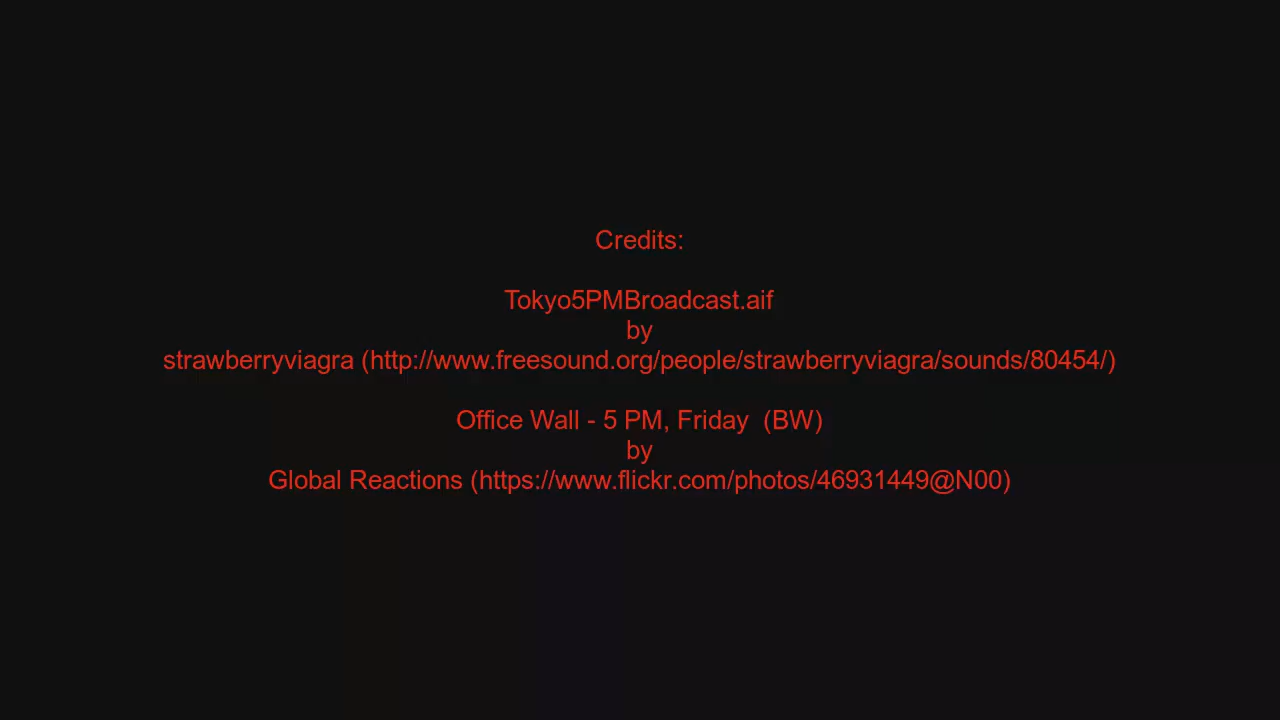 Credits:
Tokyo5PMBroadcast.aif
by
strawberryviagra (http://www.freesound.org/people/strawberryviagra/sounds/80454/)
Office Wall - 5 PM, Friday  (BW)
by
Global Reactions (https://www.flickr.com/photos/46931449@N00)